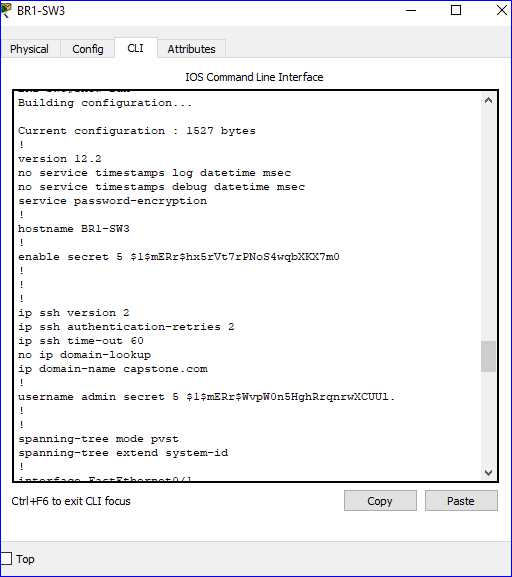 BR1-SW3
Physical Config CLI Attributes
IOS Command Line Interface
Building configuration...
Current configuration : 1527 bytes
!
version 12.2
no service timestamps log datetime msec
no service timestamps debug datetime msec
service password-encryption
!
hostname BR1-SW3
!
enable secret 5 $1$mERr$hx5rVt7rPNoS4wqbXKX7m0
!
!
!
ip ssh version 2
ip ssh authentication-retries 2
ip ssh time-out 60
no ip domain-lookup
ip domain-name capstone.com
!
username admin secret 5 $1$mERr$WvpW0n5HghRrqnrwXCUUl.
!
!
spanning-tree mode pvst
spanning-tree extend system-id
!
interface FastEthernet0/1
Ctrl+F6 to exit CLI focus
Copy Paste
Top